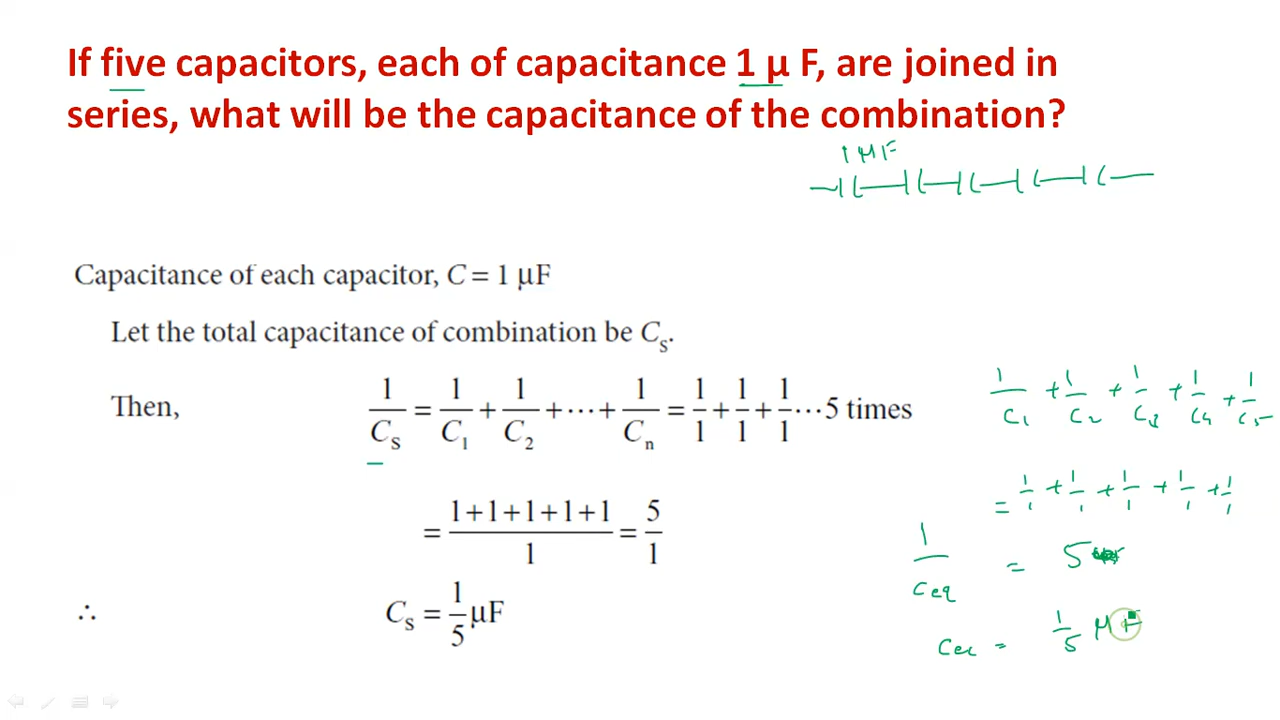 If five capacitors, each of capacitance 1 μ F, are joined in
series, what will be the capacitance of the combination?
1 μF
Capacitance of each capacitor, C = 1 μF
Let the total capacitance of combination be Cₛ.
Then, 1/Cₛ = 1/C₁ + 1/C₂ + ⋯ + 1/Cₙ = 1/1 + 1/1 + 1/1 ⋯ 5 times
1/C₁ + 1/C₂ + 1/C₃ + 1/C₄ + 1/C₅
= (1+1+1+1+1)/1 = 5/1
= 1/1 + 1/1 + 1/1 + 1/1 + 1/1
1/Ceq = 5
∴ Cₛ = 1/5 μF
= 1/5 μF